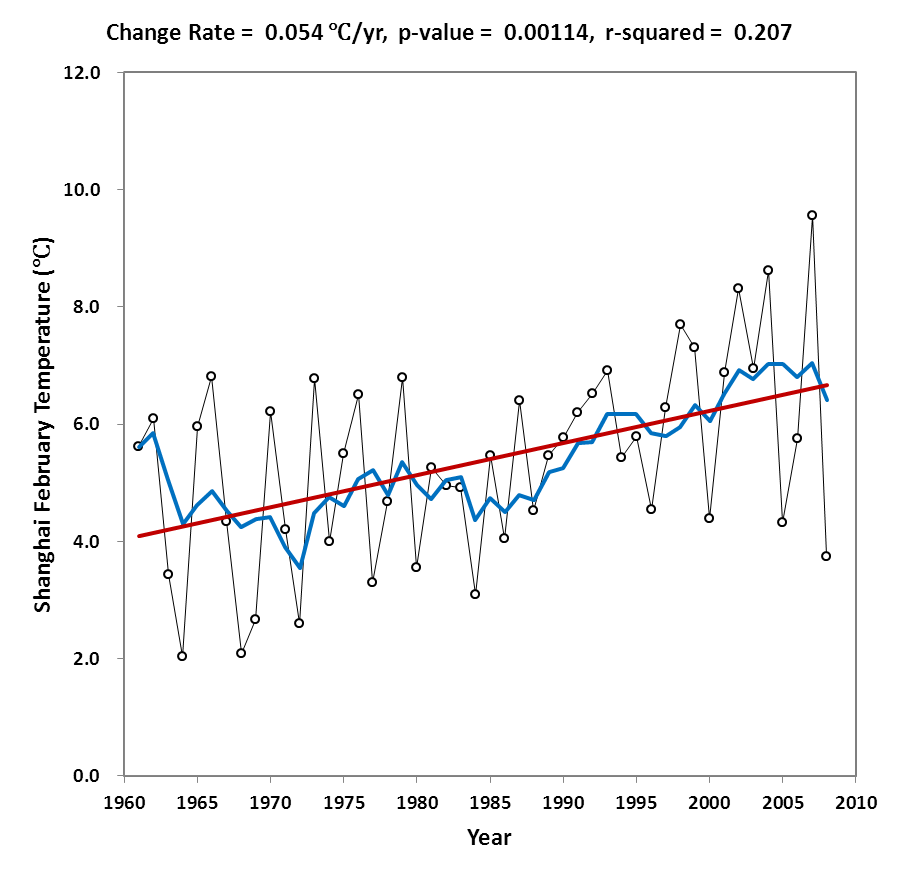 Change Rate = 0.054 ℃/yr, p-value = 0.00114, r-squared = 0.207
12.0
10.0
8.0
6.0
4.0
2.0
0.0
Shanghai February Temperature (℃)
1960 1965 1970 1975 1980 1985 1990 1995 2000 2005 2010
Year